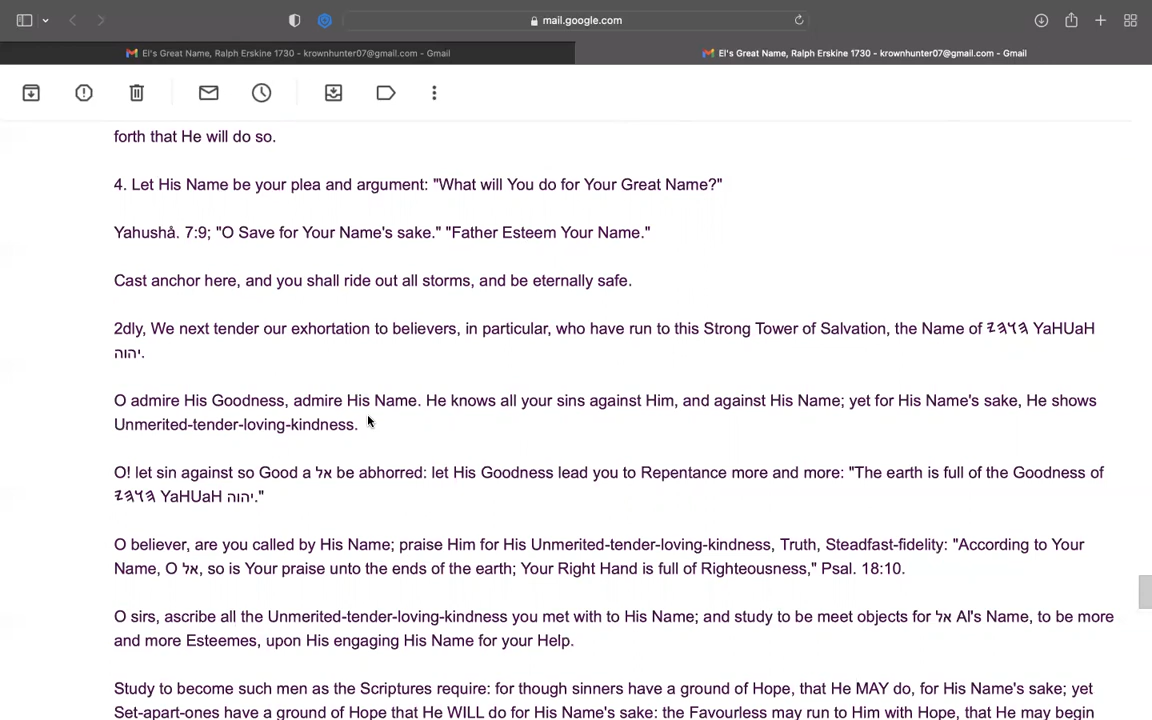 mail.google.com
El's Great Name, Ralph Erskine 1730 - krownhunter07@gmail.com - Gmail
El's Great Name, Ralph Erskine 1730 - krownhunter07@gmail.com - Gmail
forth that He will do so.
4. Let His Name be your plea and argument: "What will You do for Your Great Name?"
Yahushå. 7:9; "O Save for Your Name's sake." "Father Esteem Your Name."
Cast anchor here, and you shall ride out all storms, and be eternally safe.
2dly, We next tender our exhortation to believers, in particular, who have run to this Strong Tower of Salvation, the Name of 𐤉𐤄𐤅𐤄 YaHUaH
יהוה.
O admire His Goodness, admire His Name. He knows all your sins against Him, and against His Name; yet for His Name's sake, He shows
Unmerited-tender-loving-kindness.
O! let sin against so Good a אל be abhorred: let His Goodness lead you to Repentance more and more: "The earth is full of the Goodness of
𐤉𐤄𐤅𐤄 YaHUaH יהוה."
O believer, are you called by His Name; praise Him for His Unmerited-tender-loving-kindness, Truth, Steadfast-fidelity: "According to Your
Name, O אל, so is Your praise unto the ends of the earth; Your Right Hand is full of Righteousness," Psal. 18:10.
O sirs, ascribe all the Unmerited-tender-loving-kindness you met with to His Name; and study to be meet objects for אל Al's Name, to be more
and more Esteemes, upon His engaging His Name for your Help.
Study to become such men as the Scriptures require: for though sinners have a ground of Hope, that He MAY do, for His Name's sake; yet
Set-apart-ones have a ground of Hope that He WILL do for His Name's sake: the Favourless may run to Him with Hope, that He may begin